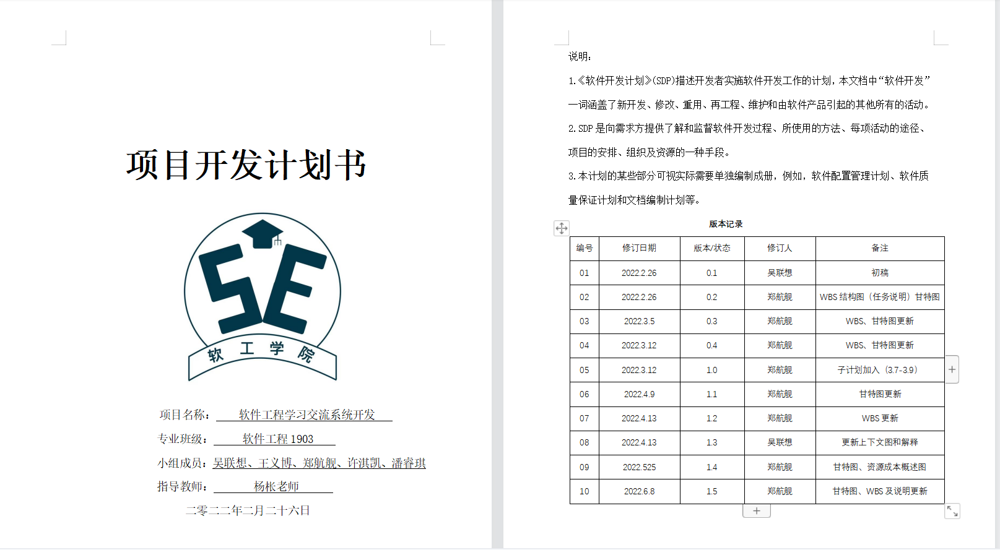 项目开发计划书
SE
软工学院
项目名称：软件工程学习交流系统开发
专业班级：软件工程 1903
小组成员：吴联想、王义博、郑航舰、许淇凯、潘睿琪
指导教师：杨枨老师
二零二二年二月二十六日
说明：
1.《软件开发计划》(SDP)描述开发者实施软件开发工作的计划，本文档中“软件开发”
一词涵盖了新开发、修改、重用、再工程、维护和由软件产品引起的其他所有的活动。
2.SDP 是向需求方提供了解和监督软件开发过程、所使用的方法、每项活动的途径、
项目的安排、组织及资源的一种手段。
3.本计划的某些部分可视实际需要单独编制成册，例如，软件配置管理计划、软件质
量保证计划和文档编制计划等。
版本记录
编号 修订日期 版本/状态 修订人 备注
01 2022.2.26 0.1 吴联想 初稿
02 2022.2.26 0.2 郑航舰 WBS 结构图（任务说明）甘特图
03 2022.3.5 0.3 郑航舰 WBS、甘特图更新
04 2022.3.12 0.4 郑航舰 WBS、甘特图更新
05 2022.3.12 1.0 郑航舰 子计划加入（3.7-3.9）
06 2022.4.9 1.1 郑航舰 甘特图更新
07 2022.4.13 1.2 郑航舰 WBS 更新
08 2022.4.13 1.3 吴联想 更新上下文图和解释
09 2022.525 1.4 郑航舰 甘特图、资源成本概述图
10 2022.6.8 1.5 郑航舰 甘特图、WBS 及说明更新